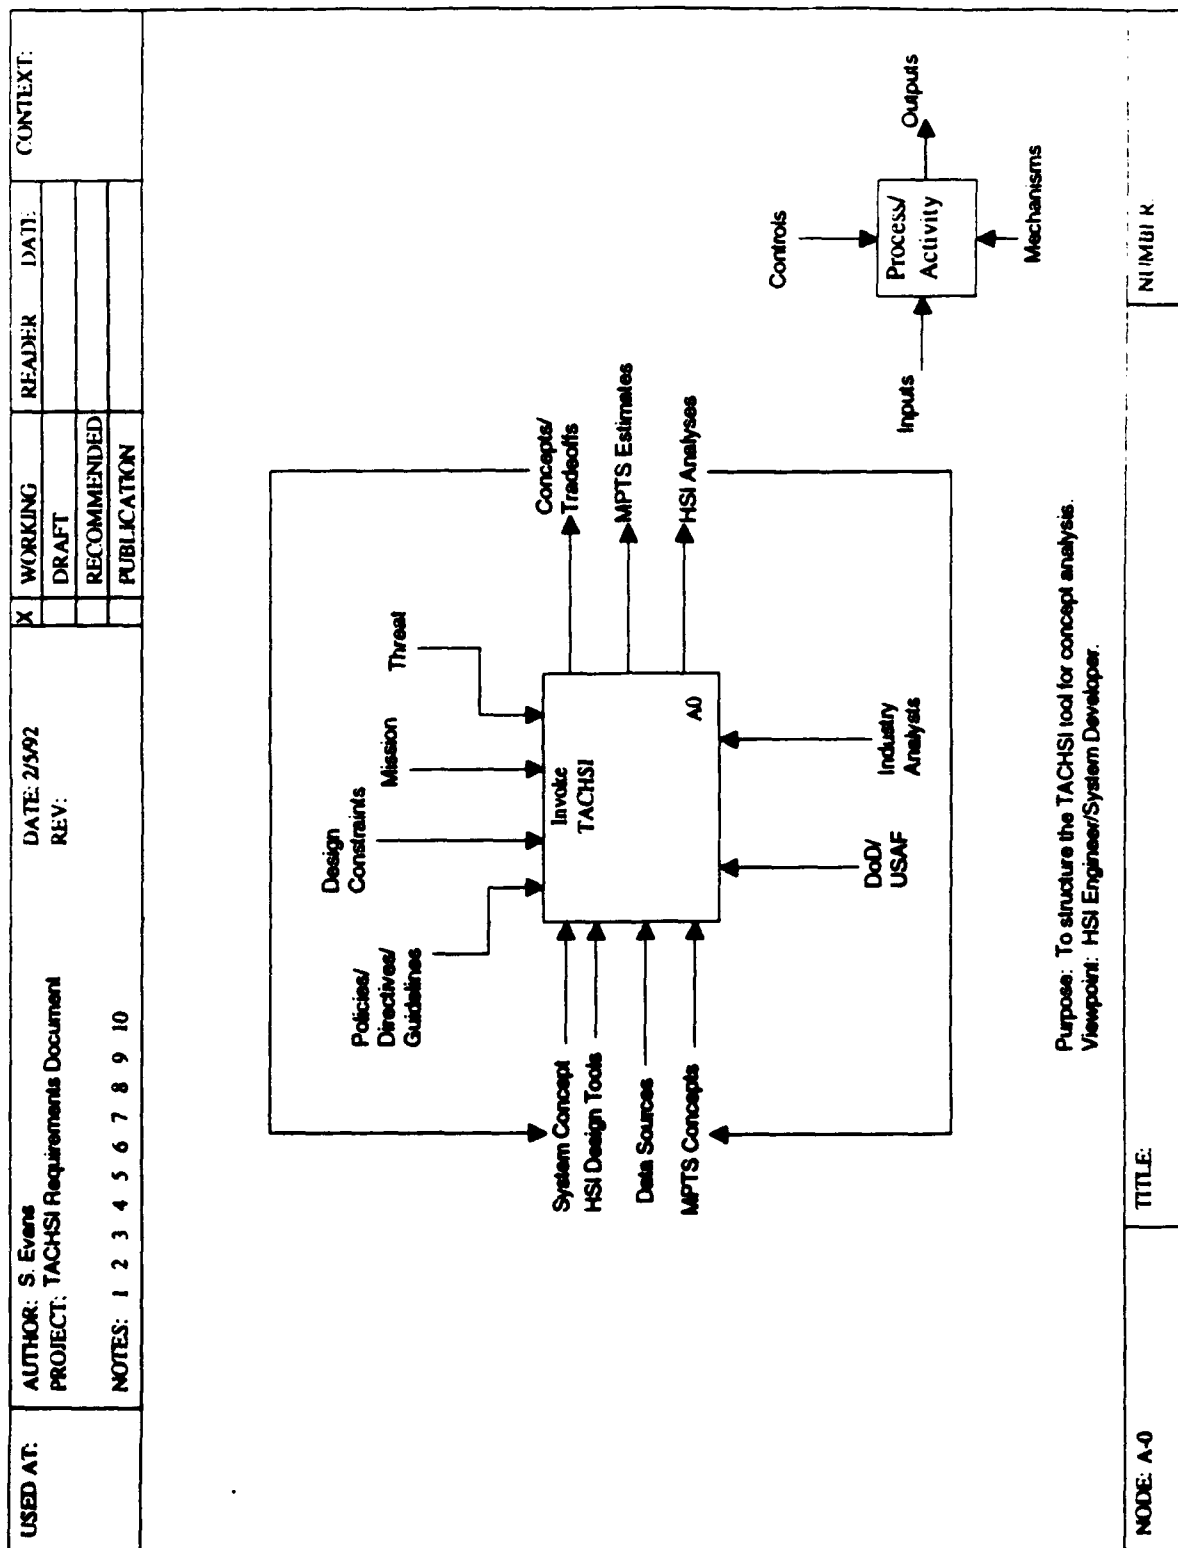 USED AT:
AUTHOR: S. Evans
DATE: 2/5/92
PROJECT: TACHSI Requirements Document
REV:
NOTES: 1 2 3 4 5 6 7 8 9 10
X WORKING
READER
DATE:
CONTEXT:
DRAFT
RECOMMENDED
PUBLICATION
Policies/
Directives/
Guidelines
Design
Constraints
Mission
Threat
System Concept
HSI Design Tools
Data Sources
MPTS Concepts
Invoke
TACHSI
A0
Concepts/
Tradeoffs
MPTS Estimates
HSI Analyses
DoD/
USAF
Industry
Analysts
Controls
Inputs
Process/
Activity
Outputs
Mechanisms
Purpose: To structure the TACHSI tool for concept analysis.
Viewpoint: HSI Engineer/System Developer.
NODE: A-0
TITLE:
NUMBER